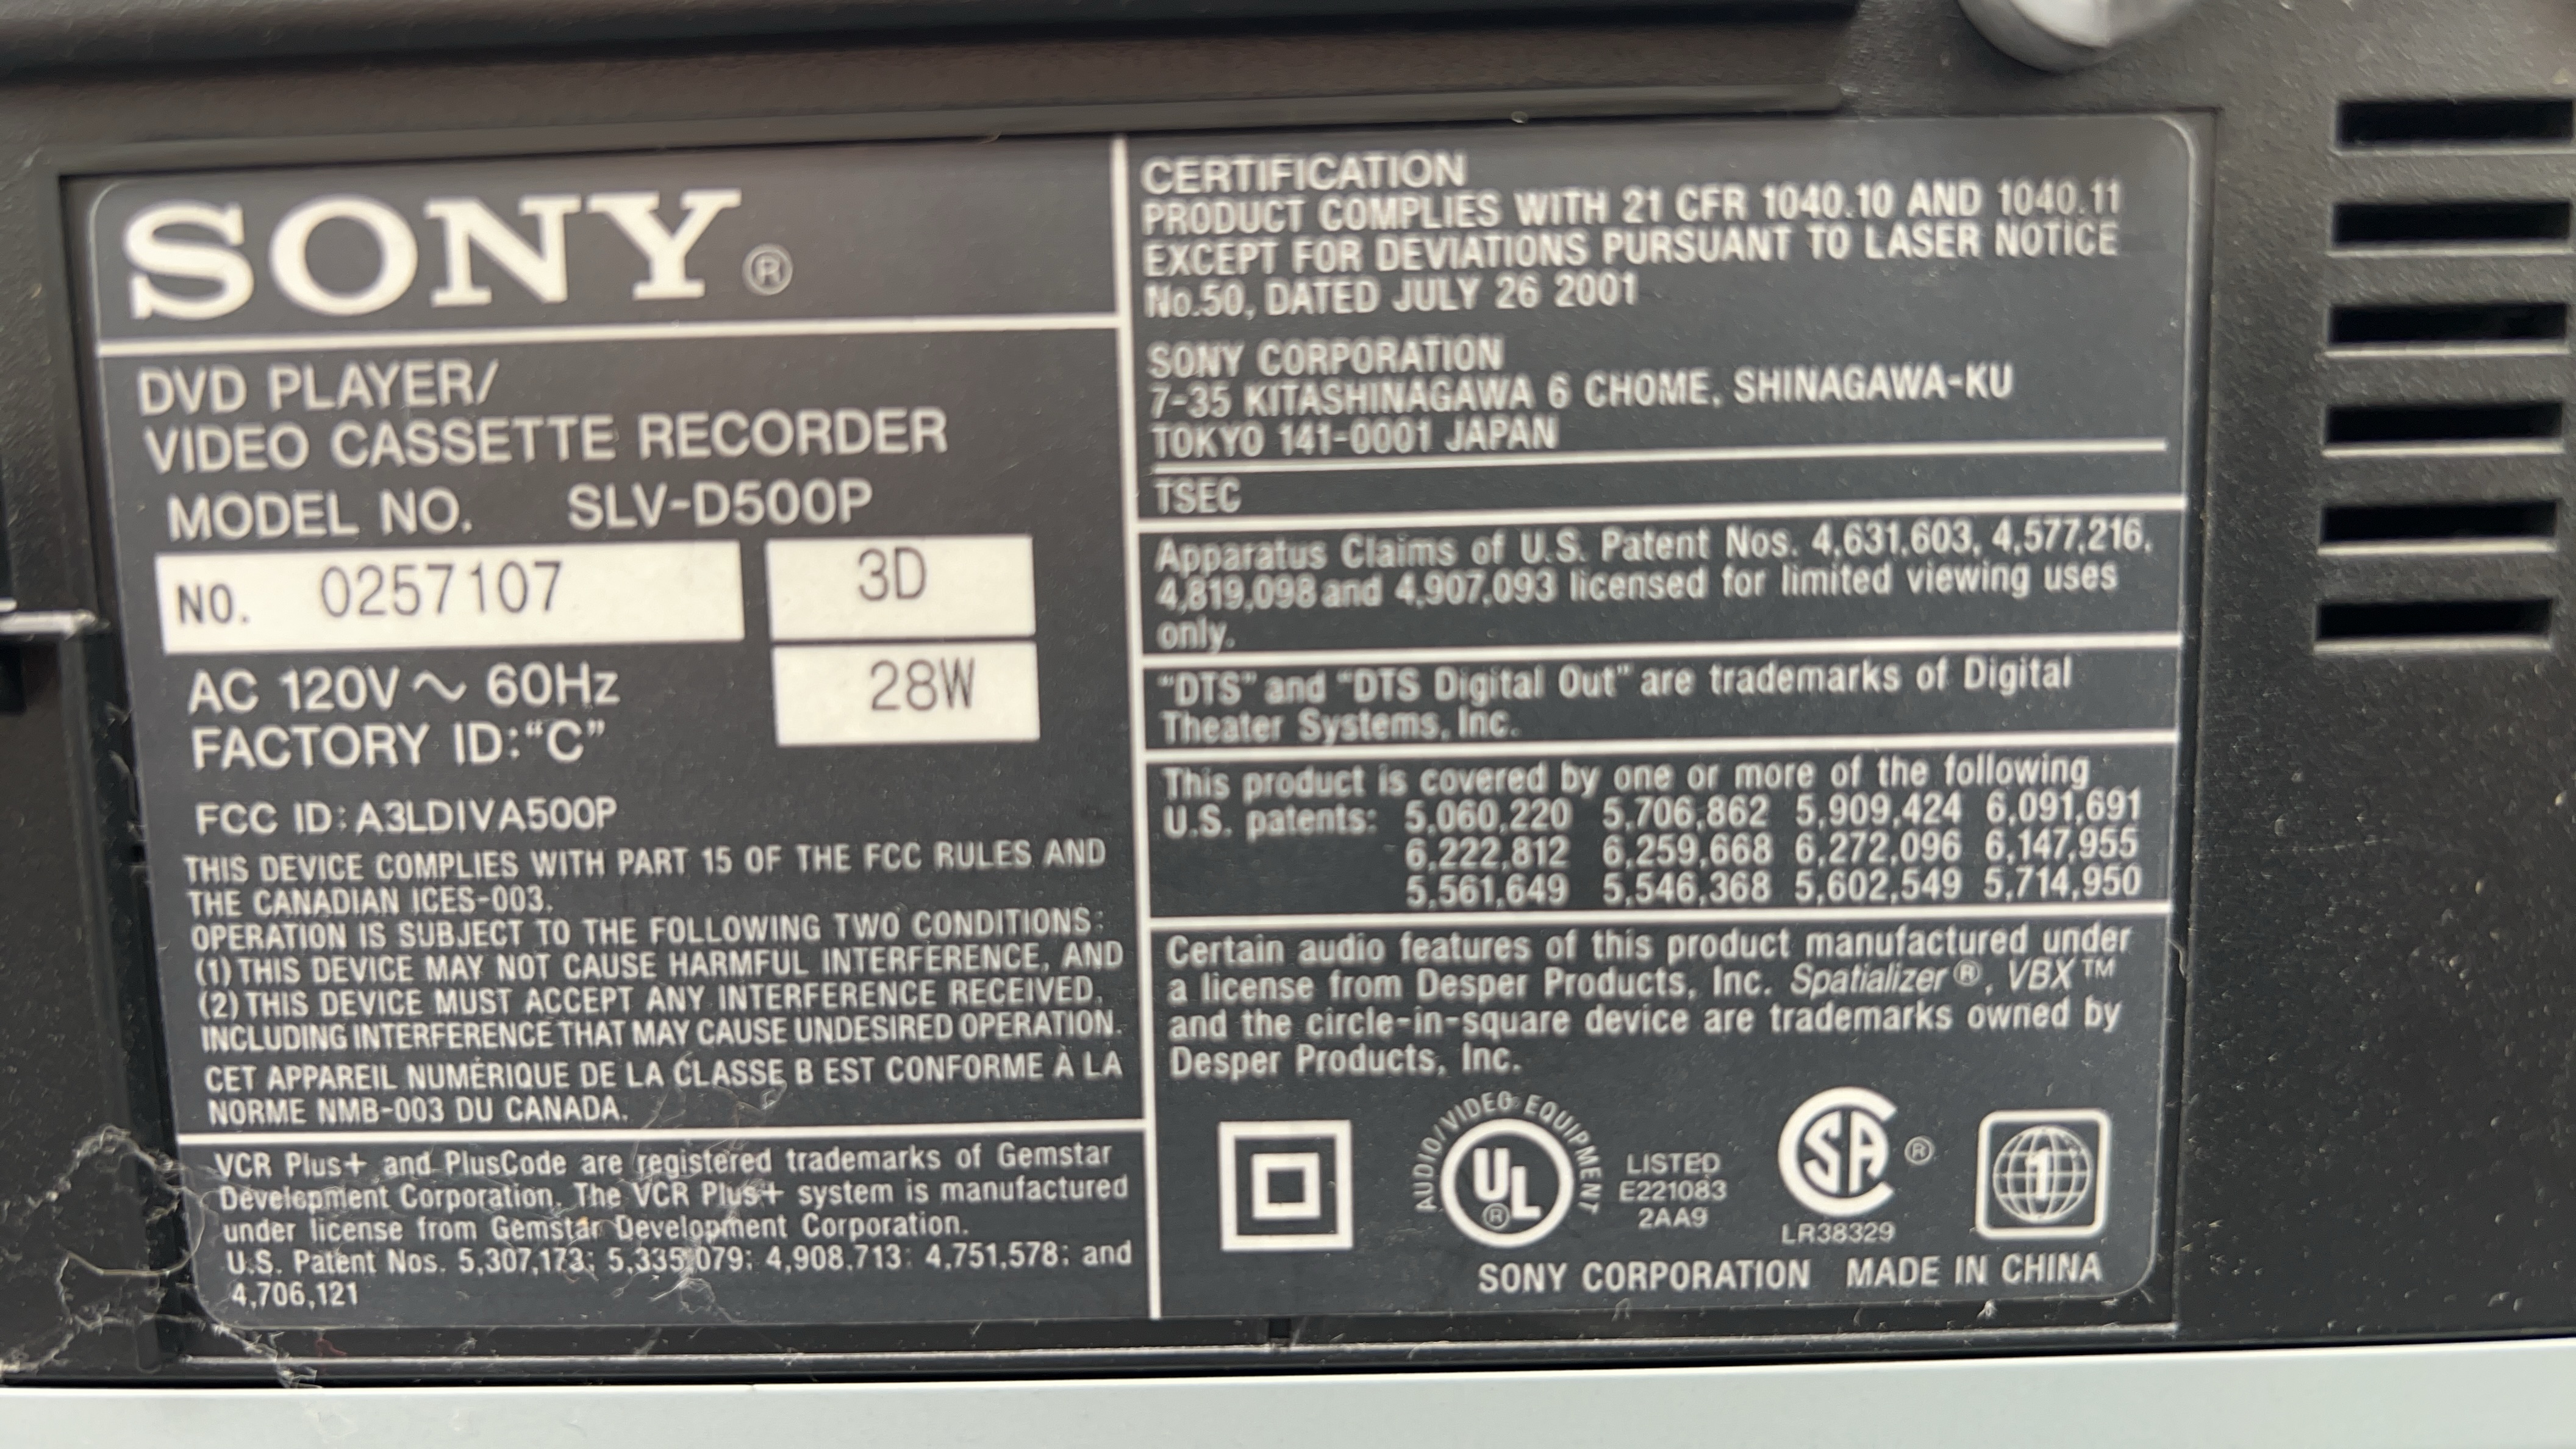 SONY®
DVD PLAYER/
VIDEO CASSETTE RECORDER
MODEL NO. SLV-D500P
NO. 0257107
3D
AC 120V ~ 60Hz
28W
FACTORY ID:“C”
FCC ID: A3LDIVA500P
THIS DEVICE COMPLIES WITH PART 15 OF THE FCC RULES AND
THE CANADIAN ICES-003.
OPERATION IS SUBJECT TO THE FOLLOWING TWO CONDITIONS:
(1) THIS DEVICE MAY NOT CAUSE HARMFUL INTERFERENCE, AND
(2) THIS DEVICE MUST ACCEPT ANY INTERFERENCE RECEIVED,
INCLUDING INTERFERENCE THAT MAY CAUSE UNDESIRED OPERATION.
CET APPAREIL NUMÉRIQUE DE LA CLASSE B EST CONFORME À LA
NORME NMB-003 DU CANADA.
VCR Plus+ and PlusCode are registered trademarks of Gemstar
Development Corporation. The VCR Plus+ system is manufactured
under license from Gemstar Development Corporation.
U.S. Patent Nos. 5,307,173; 5,335,079; 4,908,713; 4,751,578; and
4,706,121
CERTIFICATION
PRODUCT COMPLIES WITH 21 CFR 1040.10 AND 1040.11
EXCEPT FOR DEVIATIONS PURSUANT TO LASER NOTICE
No.50, DATED JULY 26 2001
SONY CORPORATION
7-35 KITASHINAGAWA 6 CHOME, SHINAGAWA-KU
TOKYO 141-0001 JAPAN
TSEC
Apparatus Claims of U.S. Patent Nos. 4,631,603, 4,577,216,
4,819,098 and 4,907,093 licensed for limited viewing uses
only.
“DTS” and “DTS Digital Out” are trademarks of Digital
Theater Systems, Inc.
This product is covered by one or more of the following
U.S. patents: 5,060,220 5,706,862 5,909,424 6,091,691
6,222,812 6,259,668 6,272,096 6,147,955
5,561,649 5,546,368 5,602,549 5,714,950
Certain audio features of this product manufactured under
a license from Desper Products, Inc. Spatializer®, VBX™
and the circle-in-square device are trademarks owned by
Desper Products, Inc.
AUDIO/VIDEO EQUIPMENT
UL®
LISTED
E221083
2AA9
SA®
LR38329
1
SONY CORPORATION MADE IN CHINA